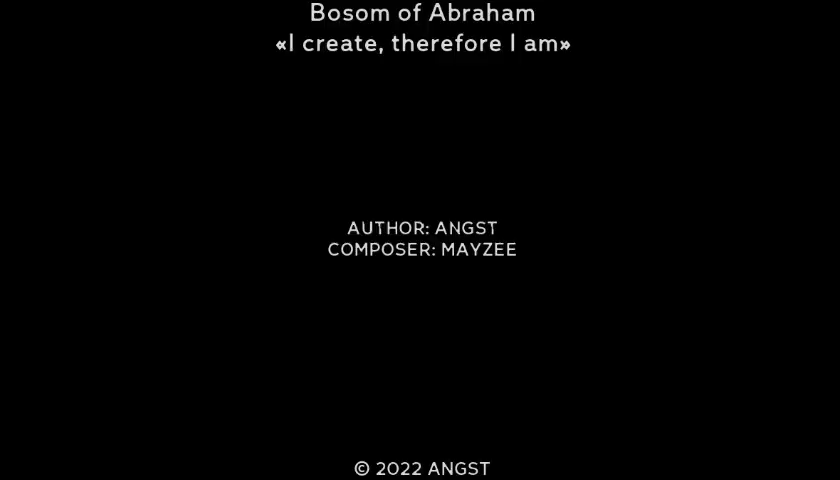 Bosom of Abraham
«I create, therefore I am»
AUTHOR: ANGST
COMPOSER: MAYZEE
© 2022 ANGST